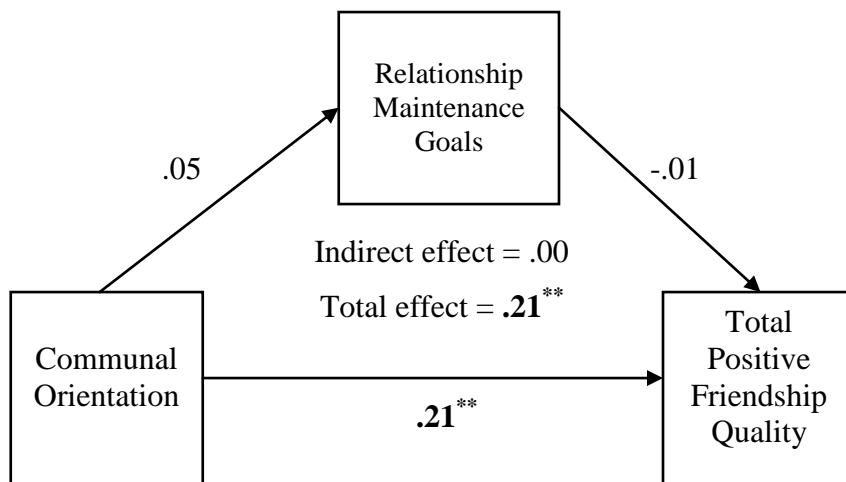 Relationship
Maintenance
Goals
.05
-.01
Indirect effect = .00
Total effect = .21**
Communal
Orientation
.21**
Total
Positive
Friendship
Quality